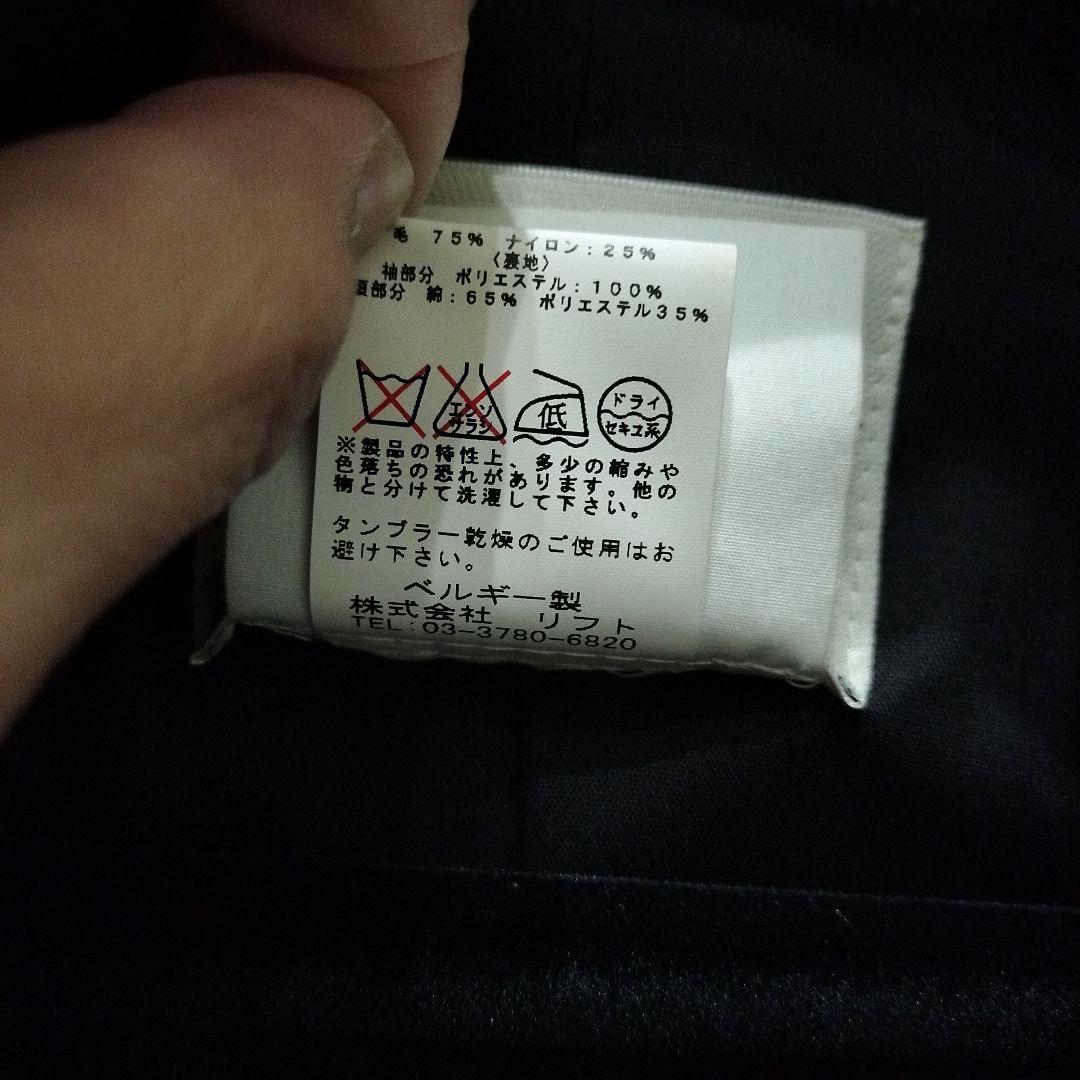 毛 75% ナイロン:25%
〈裏地〉
袖部分 ポリエステル:100%
部分 綿:65% ポリエステル35%
エンソ
サラシ
低
ドライ
セキユ系
※製品の特性上、多少の縮みや
色落ちの恐れがあります。他の
物と分けて洗濯して下さい。
タンブラー乾燥のご使用はお
避け下さい。
ベルギー製
株式会社 リフト
TEL:03-3780-6820